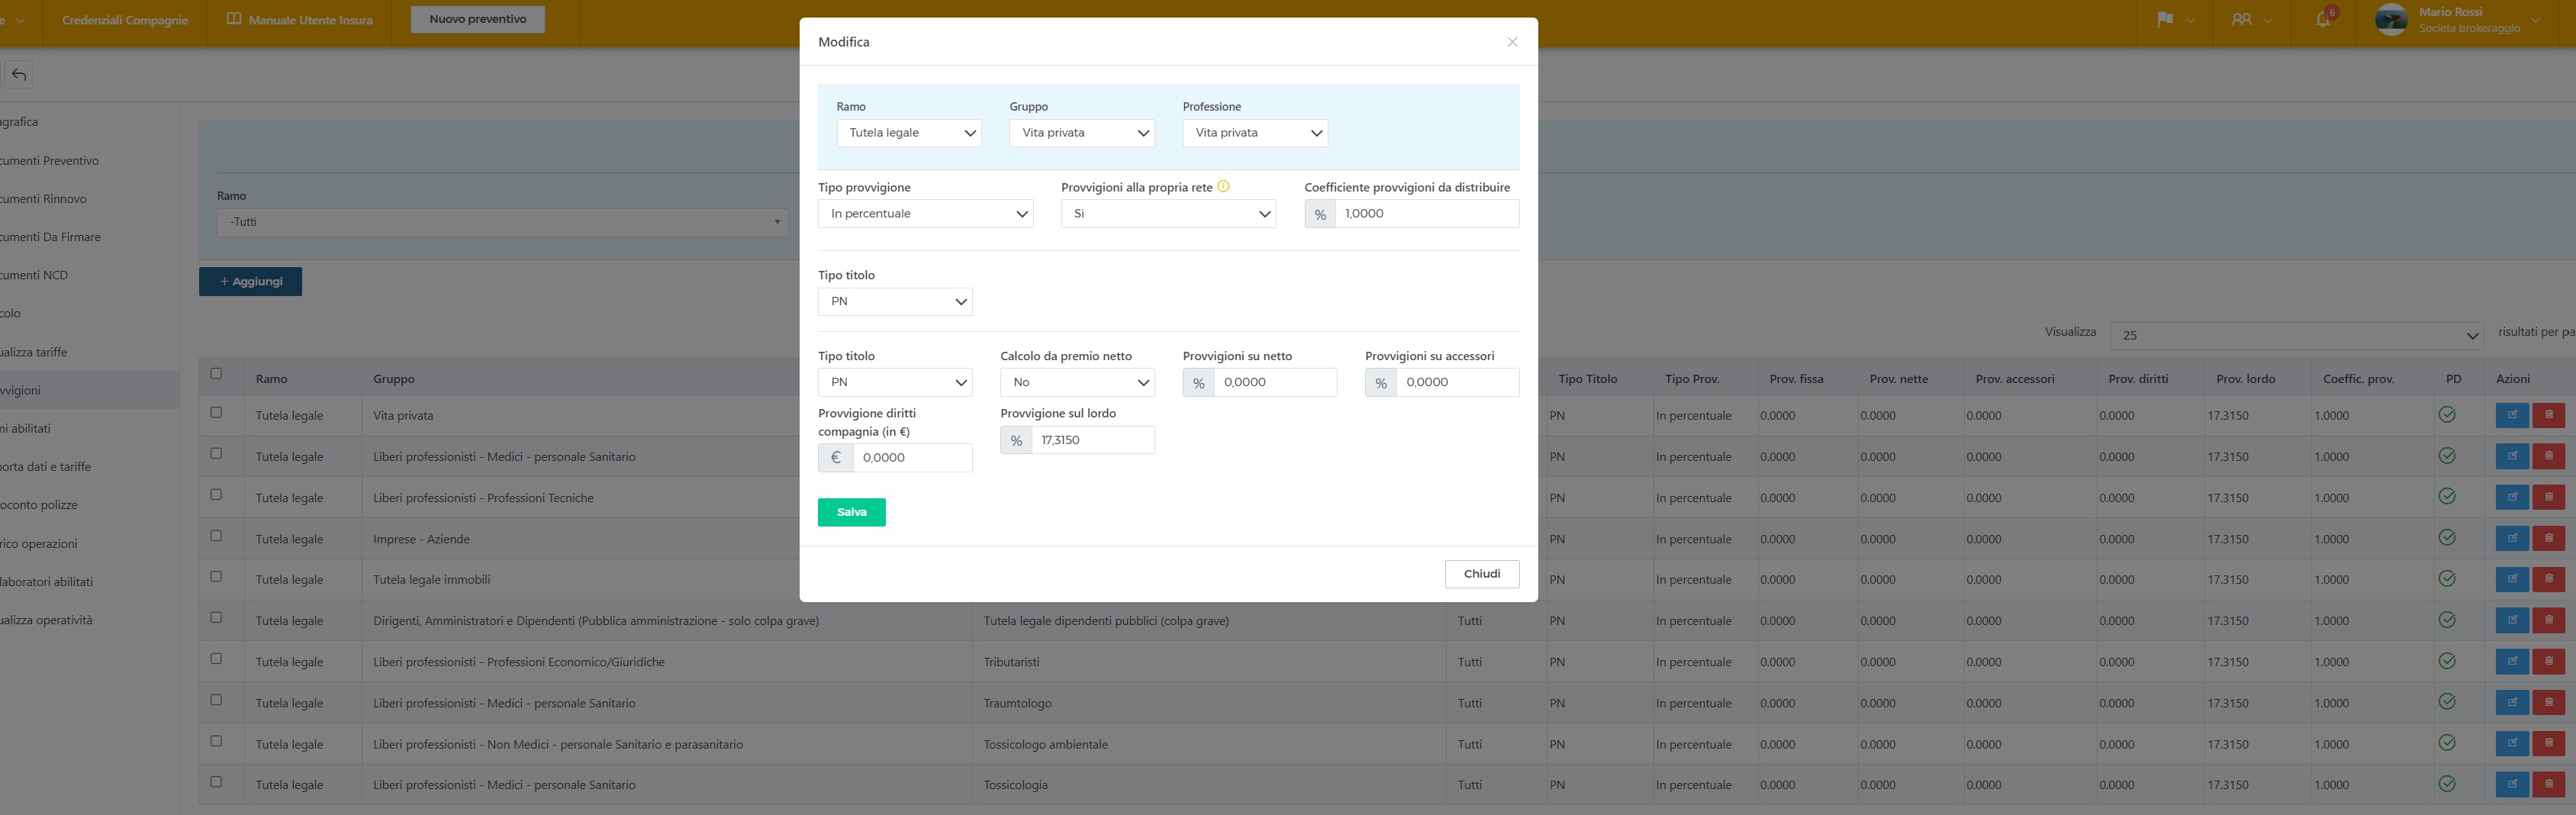 e
Credenziali Compagnie
Manuale Utente Insura
Nuovo preventivo
6
Mario Rossi
Societa brokeraggio
agrafica
cumenti Preventivo
cumenti Rinnovo
cumenti Da Firmare
cumenti NCD
colo
ualizza tariffe
vvigioni
mi abilitati
porta dati e tariffe
oconto polizze
rico operazioni
llaboratori abilitati
ualizza operatività
Ramo
-Tutti
+ Aggiungi
Visualizza
25
risultati per pa
Modifica
Ramo
Gruppo
Professione
Tutela legale
Vita privata
Vita privata
Tipo provvigione
Provvigioni alla propria rete
Coefficiente provvigioni da distribuire
In percentuale
Si
% 1,0000
Tipo titolo
PN
Tipo titolo
Calcolo da premio netto
Provvigioni su netto
Provvigioni su accessori
PN
No
% 0,0000
% 0,0000
Provvigione diritti
compagnia (in €)
Provvigione sul lordo
€ 0,0000
% 17,3150
Salva
Chiudi
Ramo Gruppo Tipo Titolo Tipo Prov. Prov. fissa Prov. nette Prov. accessori Prov. diritti Prov. lordo Coeffic. prov. PD Azioni
Tutela legale Vita privata PN In percentuale 0.0000 0.0000 0.0000 0.0000 17.3150 1.0000
Tutela legale Liberi professionisti - Medici - personale Sanitario PN In percentuale 0.0000 0.0000 0.0000 0.0000 17.3150 1.0000
Tutela legale Liberi professionisti - Professioni Tecniche PN In percentuale 0.0000 0.0000 0.0000 0.0000 17.3150 1.0000
Tutela legale Imprese - Aziende PN In percentuale 0.0000 0.0000 0.0000 0.0000 17.3150 1.0000
Tutela legale Tutela legale immobili PN In percentuale 0.0000 0.0000 0.0000 0.0000 17.3150 1.0000
Tutela legale Dirigenti, Amministratori e Dipendenti (Pubblica amministrazione - solo colpa grave) Tutela legale dipendenti pubblici (colpa grave) Tutti PN In percentuale 0.0000 0.0000 0.0000 0.0000 17.3150 1.0000
Tutela legale Liberi professionisti - Professioni Economico/Giuridiche Tributaristi Tutti PN In percentuale 0.0000 0.0000 0.0000 0.0000 17.3150 1.0000
Tutela legale Liberi professionisti - Medici - personale Sanitario Traumtologo Tutti PN In percentuale 0.0000 0.0000 0.0000 0.0000 17.3150 1.0000
Tutela legale Liberi professionisti - Non Medici - personale Sanitario e parasanitario Tossicologo ambientale Tutti PN In percentuale 0.0000 0.0000 0.0000 0.0000 17.3150 1.0000
Tutela legale Liberi professionisti - Medici - personale Sanitario Tossicologia Tutti PN In percentuale 0.0000 0.0000 0.0000 0.0000 17.3150 1.0000